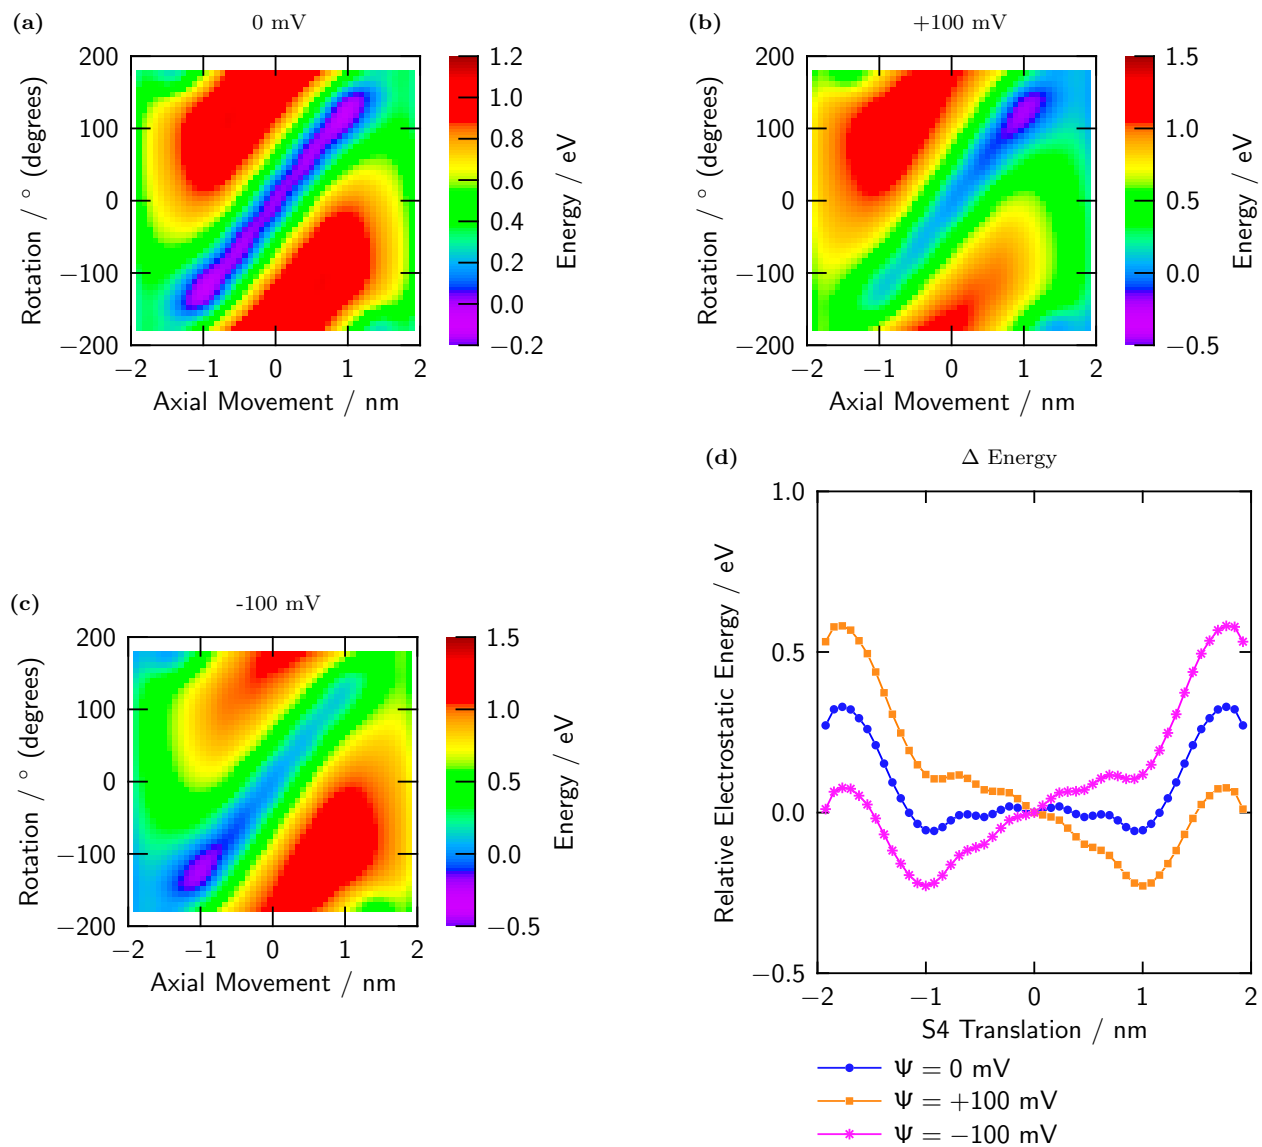 (a)
0 mV
200
100
0
−100
−200
−2
−1
0
1
2
Rotation / ° (degrees)
Axial Movement / nm
1.2
1.0
0.8
0.6
0.4
0.2
0.0
−0.2
Energy / eV
(b)
+100 mV
200
100
0
−100
−200
−2
−1
0
1
2
Rotation / ° (degrees)
Axial Movement / nm
1.5
1.0
0.5
0.0
−0.5
Energy / eV
(c)
-100 mV
200
100
0
−100
−200
−2
−1
0
1
2
Rotation / ° (degrees)
Axial Movement / nm
1.5
1.0
0.5
0.0
−0.5
Energy / eV
(d)
Δ Energy
1.0
0.5
0.0
−0.5
−2
−1
0
1
2
Relative Electrostatic Energy / eV
S4 Translation / nm
Ψ = 0 mV
Ψ = +100 mV
Ψ = −100 mV